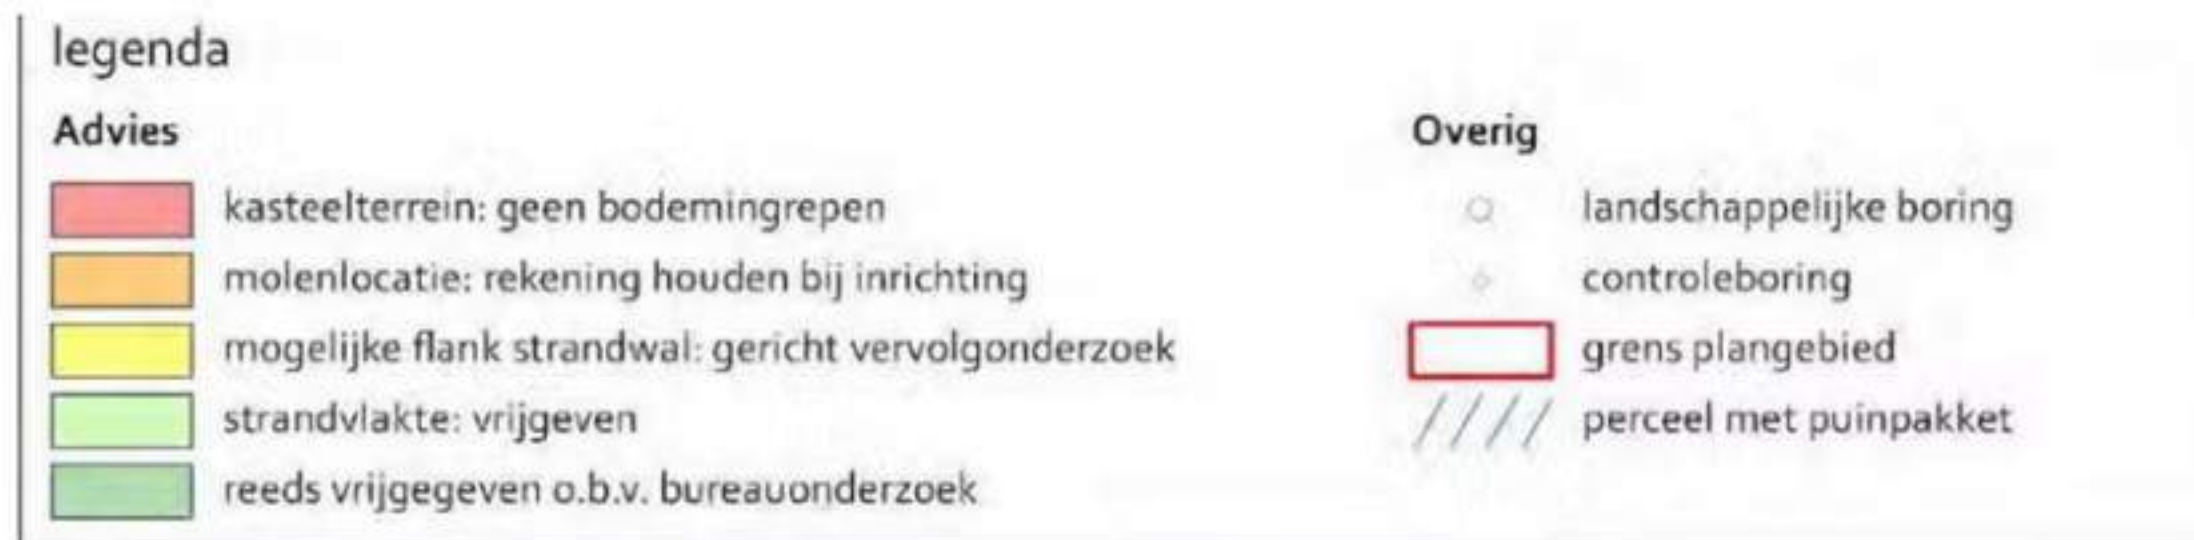 legenda
Advies
kasteelterrein: geen bodemingrepen
molenlocatie: rekening houden bij inrichting
mogelijke flank strandwal: gericht vervolgonderzoek
strandvlakte: vrijgeven
reeds vrijgegeven o.b.v. bureauonderzoek
Overig
landschappelijke boring
controleboring
grens plangebied
perceel met puinpakket